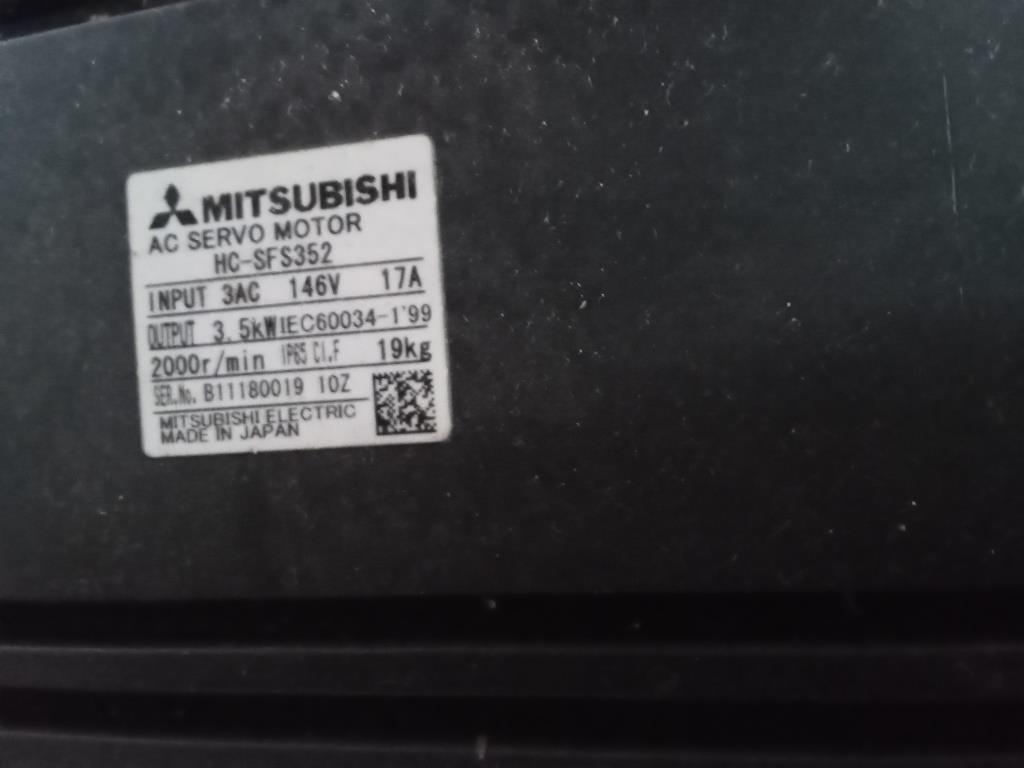 MITSUBISHI
AC SERVO MOTOR
HC-SFS352
INPUT 3AC 146V 17A
OUTPUT 3.5kW IEC60034-1'99
2000r/min IP65 Cl.F 19kg
SER.No. B11180019 10Z
MITSUBISHI ELECTRIC
MADE IN JAPAN